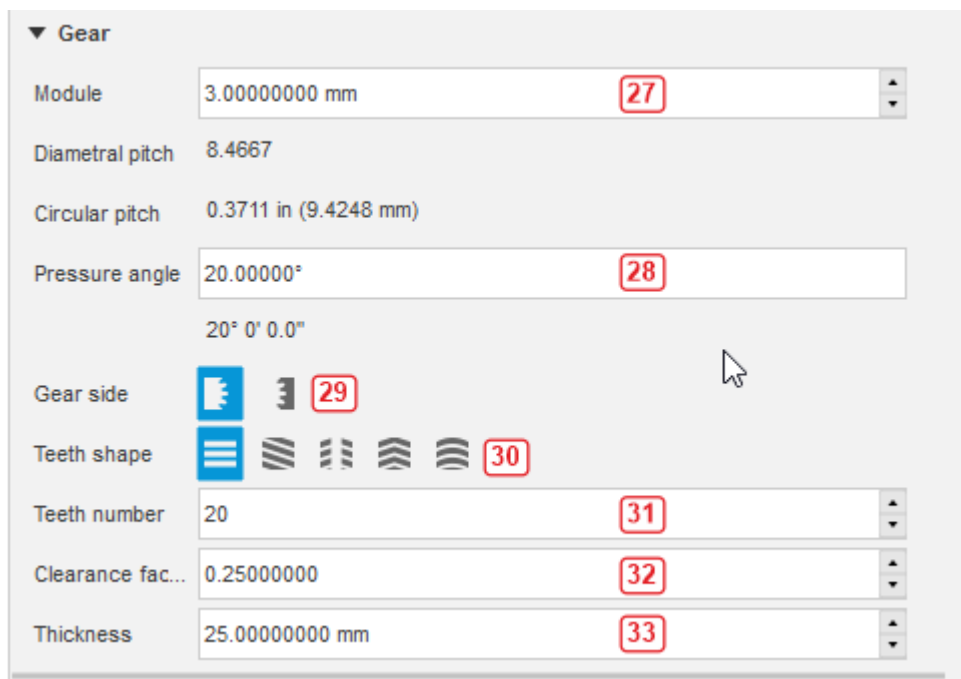 ▼ Gear
Module 3.00000000 mm 27
Diametral pitch 8.4667
Circular pitch 0.3711 in (9.4248 mm)
Pressure angle 20.00000° 28
20° 0' 0.0"
Gear side 29
Teeth shape 30
Teeth number 20 31
Clearance fac... 0.25000000 32
Thickness 25.00000000 mm 33